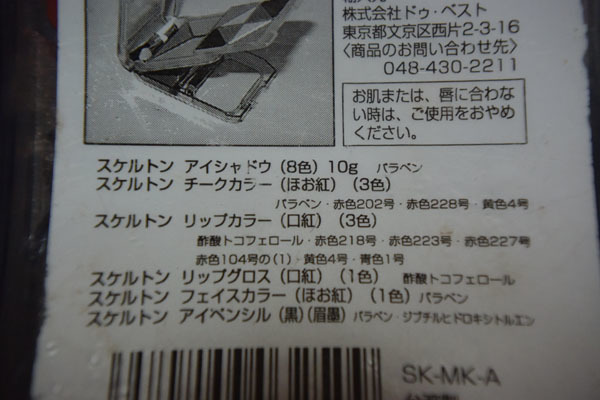 株式会社ドゥ・ベスト
東京都文京区西片2-3-16
〈商品のお問い合わせ先〉
048-430-2211
お肌または、唇に合わな
い時は、ご使用をおやめ
ください。
スケルトン アイシャドウ (8色) 10g パラベン
スケルトン チークカラー (ほお紅) (3色)
パラベン・赤色202号・赤色228号・黄色4号
スケルトン リップカラー (口紅) (3色)
酢酸トコフェロール・赤色218号・赤色223号・赤色227号
赤色104号の(1)・黄色4号・青色1号
スケルトン リップグロス (口紅) (1色) 酢酸トコフェロール
スケルトン フェイスカラー (ほお紅) (1色) パラベン
スケルトン アイペンシル (黒) (眉墨) パラベン・ジブチルヒドロキシトルエン
SK-MK-A